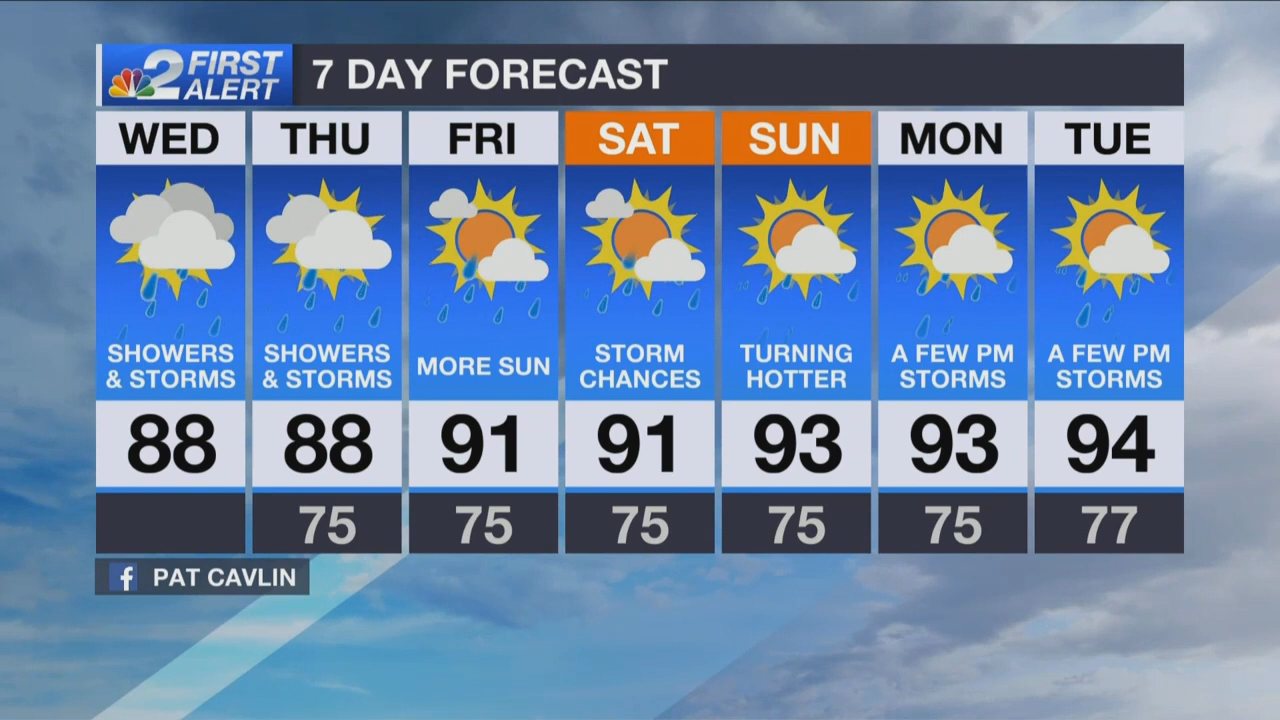 2 FIRST ALERT
7 DAY FORECAST
WED THU FRI SAT SUN MON TUE
SHOWERS & STORMS
SHOWERS & STORMS
MORE SUN
STORM CHANCES
TURNING HOTTER
A FEW PM STORMS
A FEW PM STORMS
88 88 91 91 93 93 94
75 75 75 75 75 77
f PAT CAVLIN